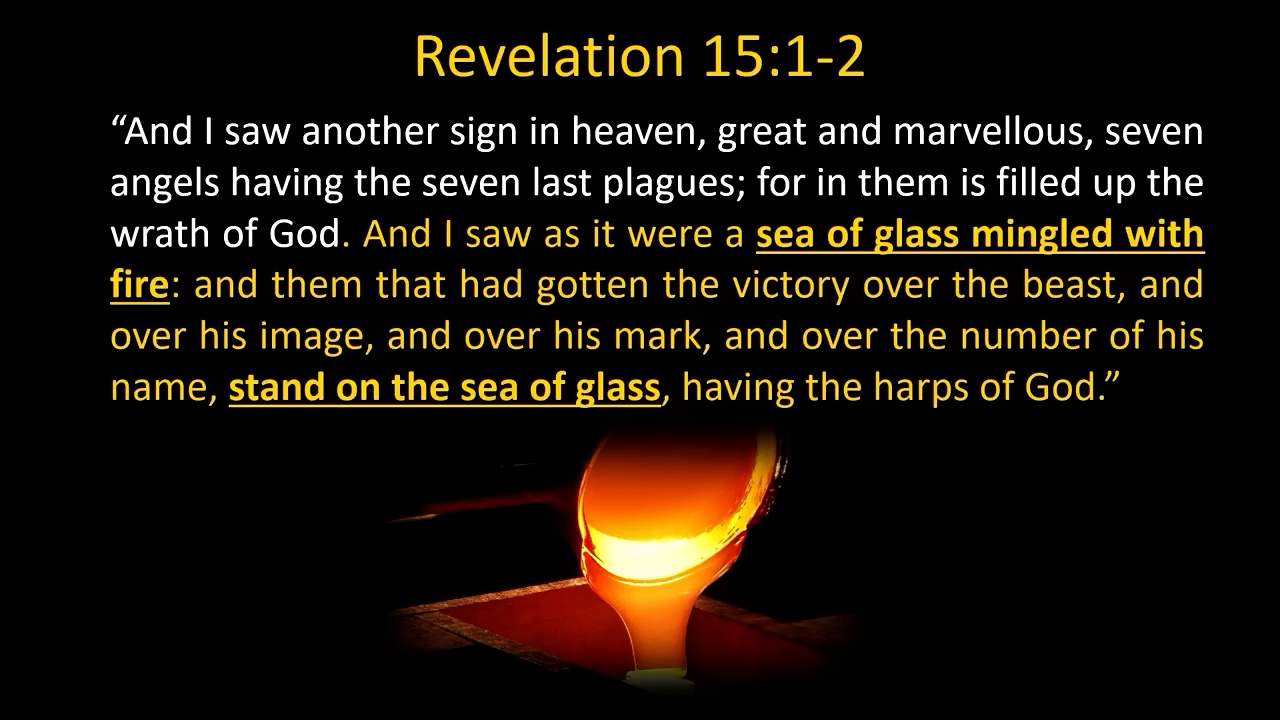 Revelation 15:1-2
“And I saw another sign in heaven, great and marvellous, seven
angels having the seven last plagues; for in them is filled up the
wrath of God. And I saw as it were a sea of glass mingled with
fire: and them that had gotten the victory over the beast, and
over his image, and over his mark, and over the number of his
name, stand on the sea of glass, having the harps of God.”